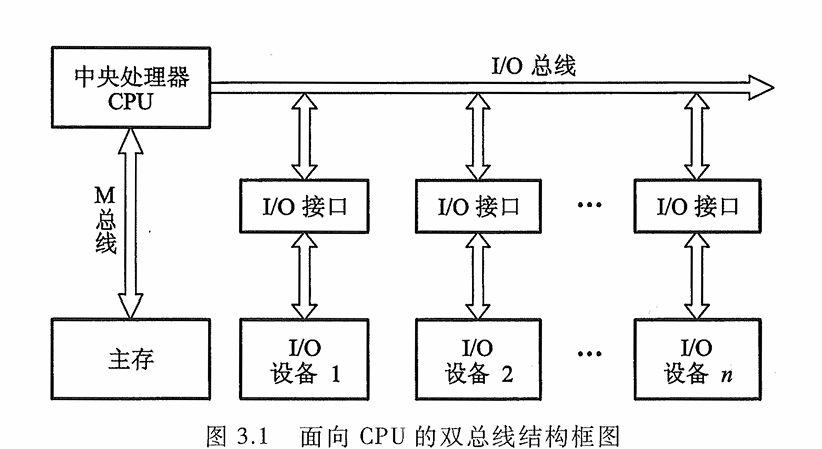 中央处理器
CPU
I/O 总线
M
总
线
I/O 接口
I/O 接口
···
I/O 接口
主存
I/O
设备 1
I/O
设备 2
···
I/O
设备 n
图 3.1 面向 CPU 的双总线结构框图